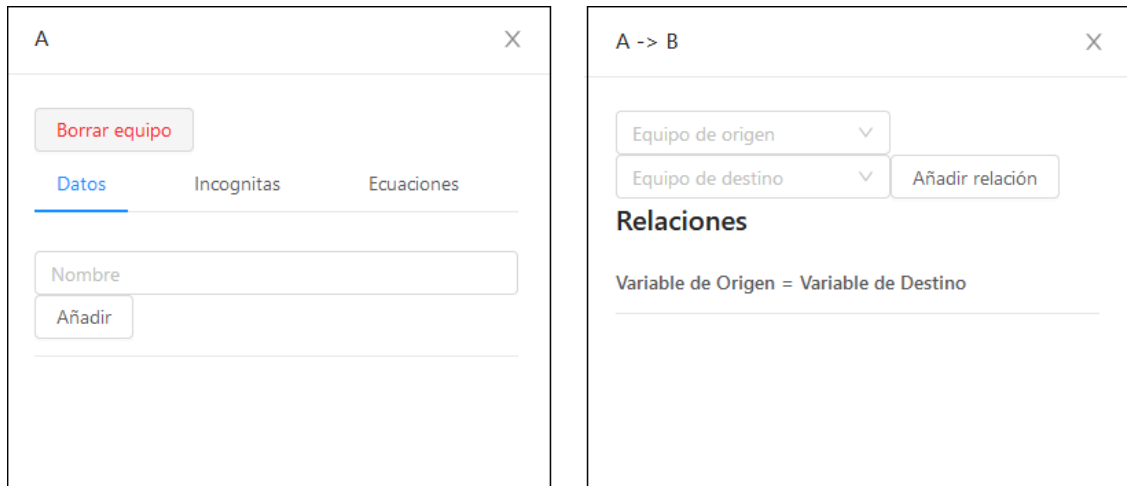 A
Borrar equipo
Datos Incognitas Ecuaciones
Nombre
Añadir
A -> B
Equipo de origen
Equipo de destino Añadir relación
Relaciones
Variable de Origen = Variable de Destino